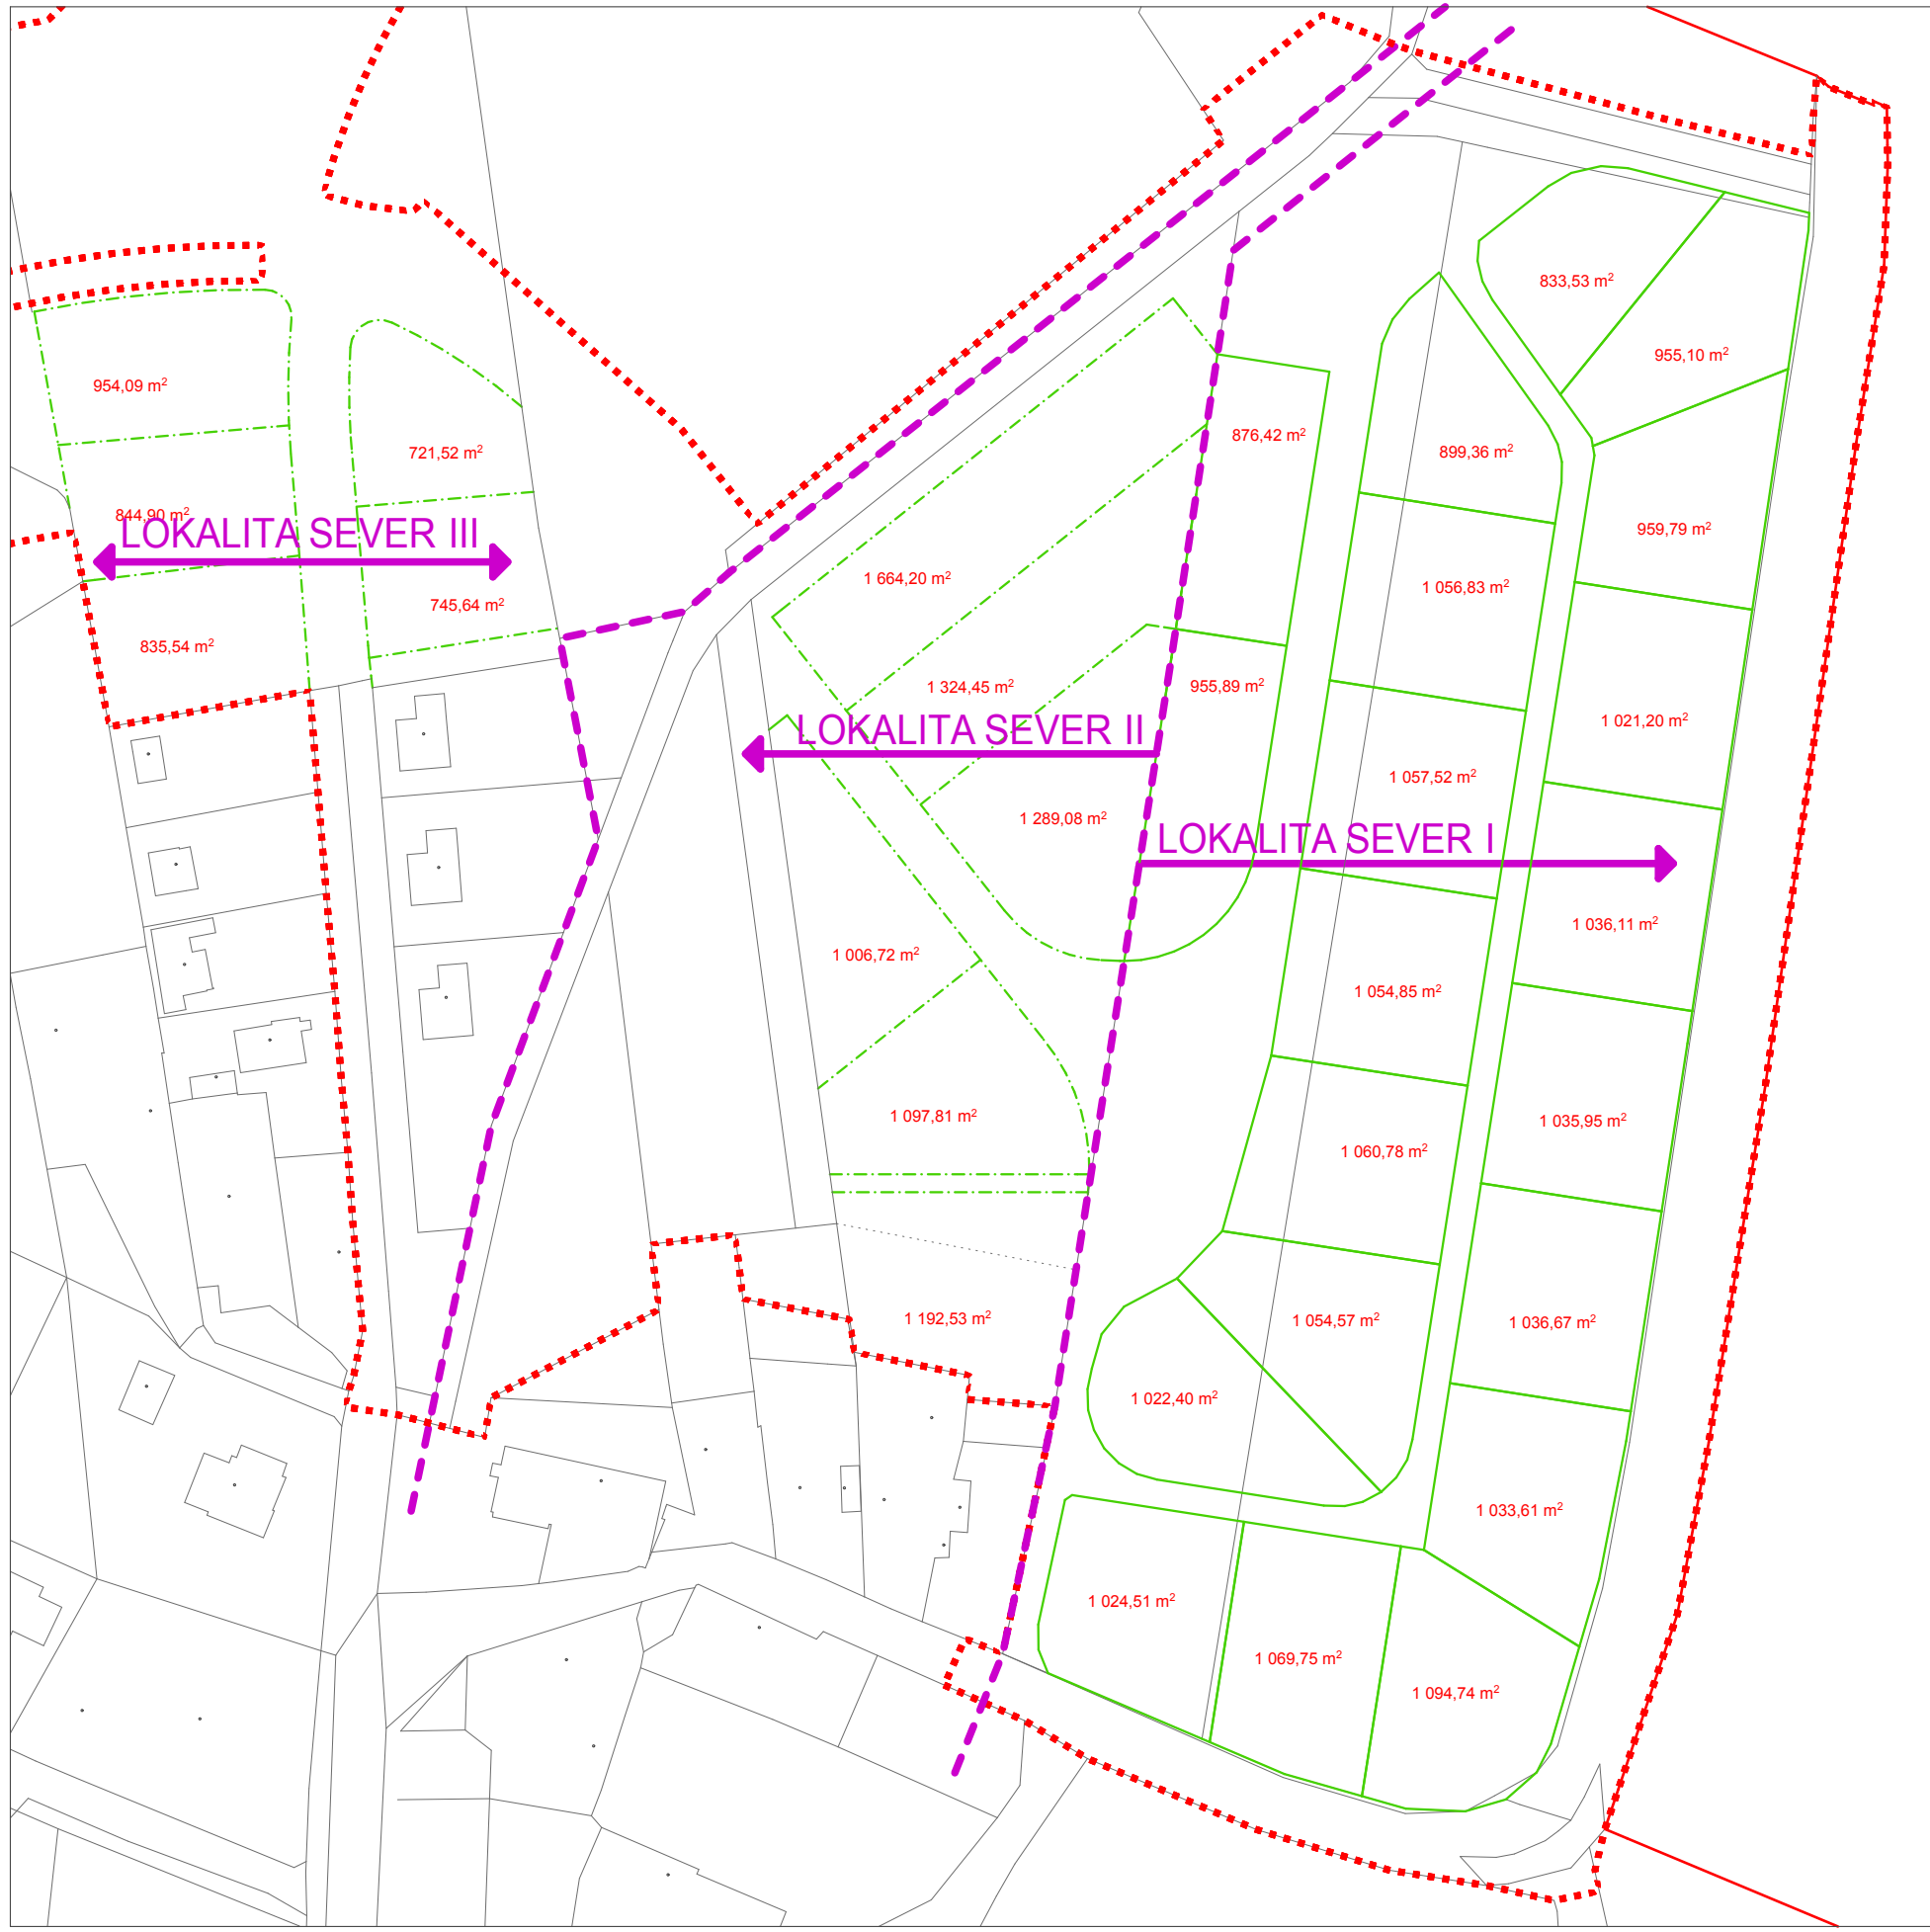 833,53 m²
955,10 m²
954,09 m²
876,42 m²
721,52 m²
899,36 m²
844,90 m²
959,79 m²
LOKALITA SEVER III
1 664,20 m²
1 056,83 m²
745,64 m²
835,54 m²
1 324,45 m²
955,89 m²
1 021,20 m²
LOKALITA SEVER II
1 057,52 m²
1 289,08 m²
LOKALITA SEVER I
1 036,11 m²
1 006,72 m²
1 054,85 m²
1 097,81 m²
1 035,95 m²
1 060,78 m²
1 192,53 m²
1 054,57 m²
1 036,67 m²
1 022,40 m²
1 033,61 m²
1 024,51 m²
1 069,75 m²
1 094,74 m²